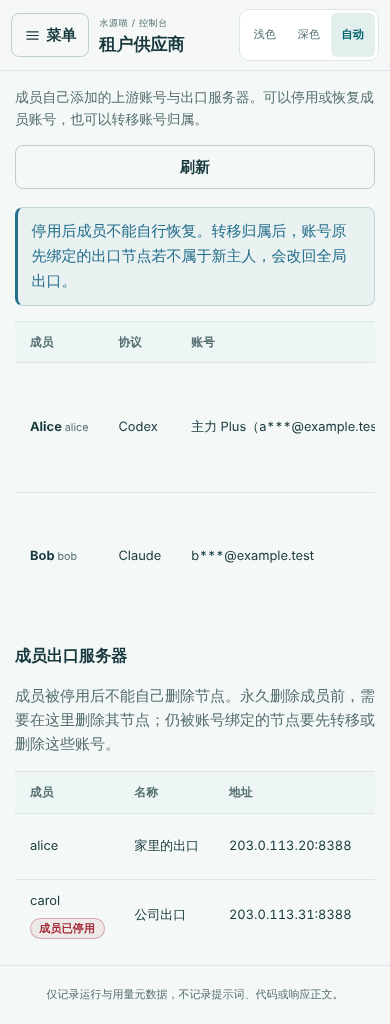 菜单
水源喵 / 控制台
租户供应商
浅色 深色 自动
成员自己添加的上游账号与出口服务器。可以停用或恢复成
员账号，也可以转移账号归属。
刷新
停用后成员不能自行恢复。转移归属后，账号原
先绑定的出口节点若不属于新主人，会改回全局
出口。
成员 协议 账号
Alice alice Codex 主力 Plus（a***@example.tes
Bob bob Claude b***@example.test
成员出口服务器
成员被停用后不能自己删除节点。永久删除成员前，需
要在这里删除其节点；仍被账号绑定的节点要先转移或
删除这些账号。
成员 名称 地址
alice 家里的出口 203.0.113.20:8388
carol
成员已停用
公司出口 203.0.113.31:8388
仅记录运行与用量元数据，不记录提示词、代码或响应正文。